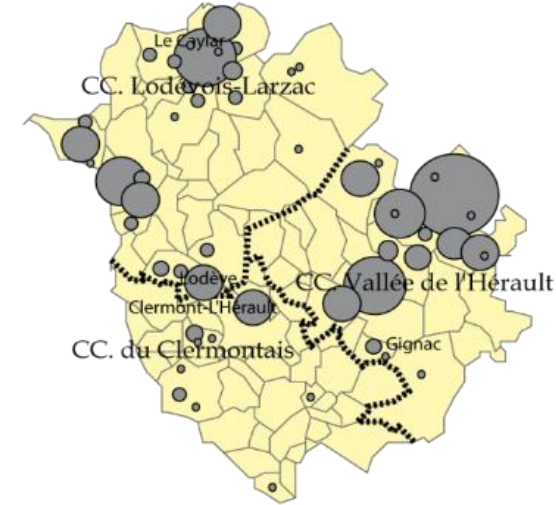 Le Caylar
CC. Lodévois-Larzac
Lodève
CC. Vallée de l'Hérault
Clermont-L'Hérault
CC. du Clermontais
Gignac